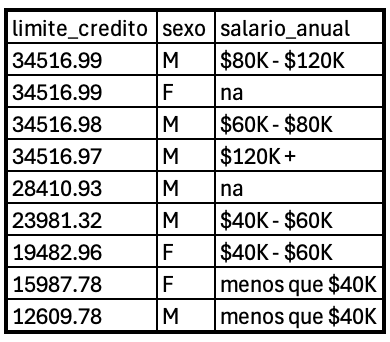 limite_credito sexo salario_anual
34516.99 M $80K - $120K
34516.99 F na
34516.98 M $60K - $80K
34516.97 M $120K +
28410.93 M na
23981.32 M $40K - $60K
19482.96 F $40K - $60K
15987.78 F menos que $40K
12609.78 M menos que $40K